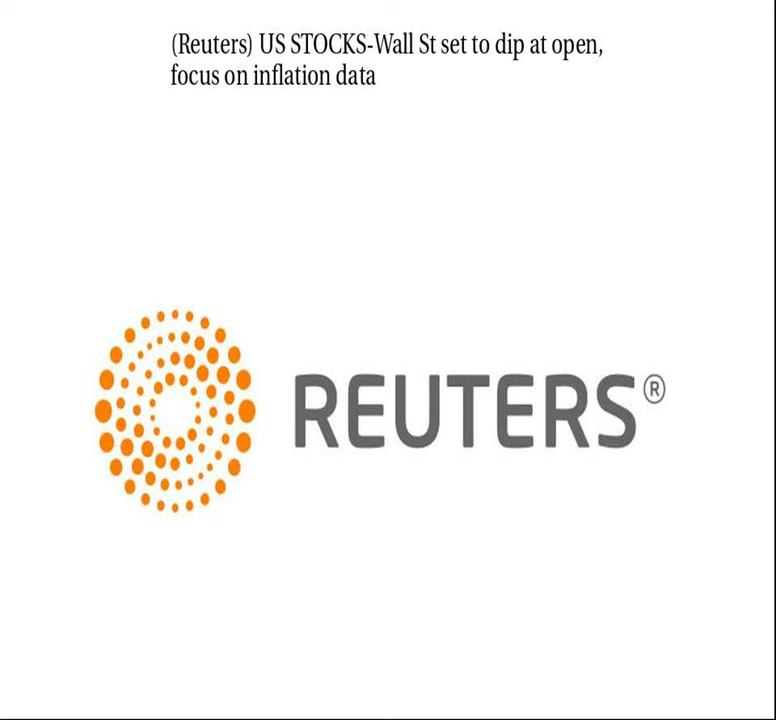 (Reuters) US STOCKS-Wall St set to dip at open,
focus on inflation data
REUTERS®